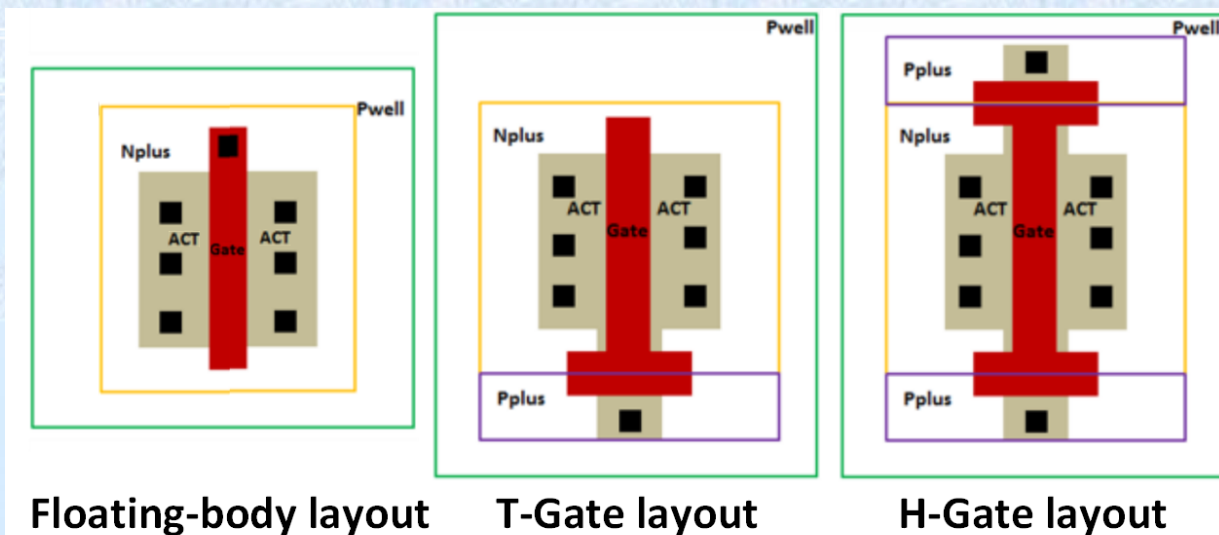 Pwell
Nplus
ACT
ACT
Gate
Floating-body layout
Pwell
Nplus
ACT
ACT
Gate
Pplus
T-Gate layout
Pwell
Pplus
Nplus
ACT
ACT
Gate
Pplus
H-Gate layout